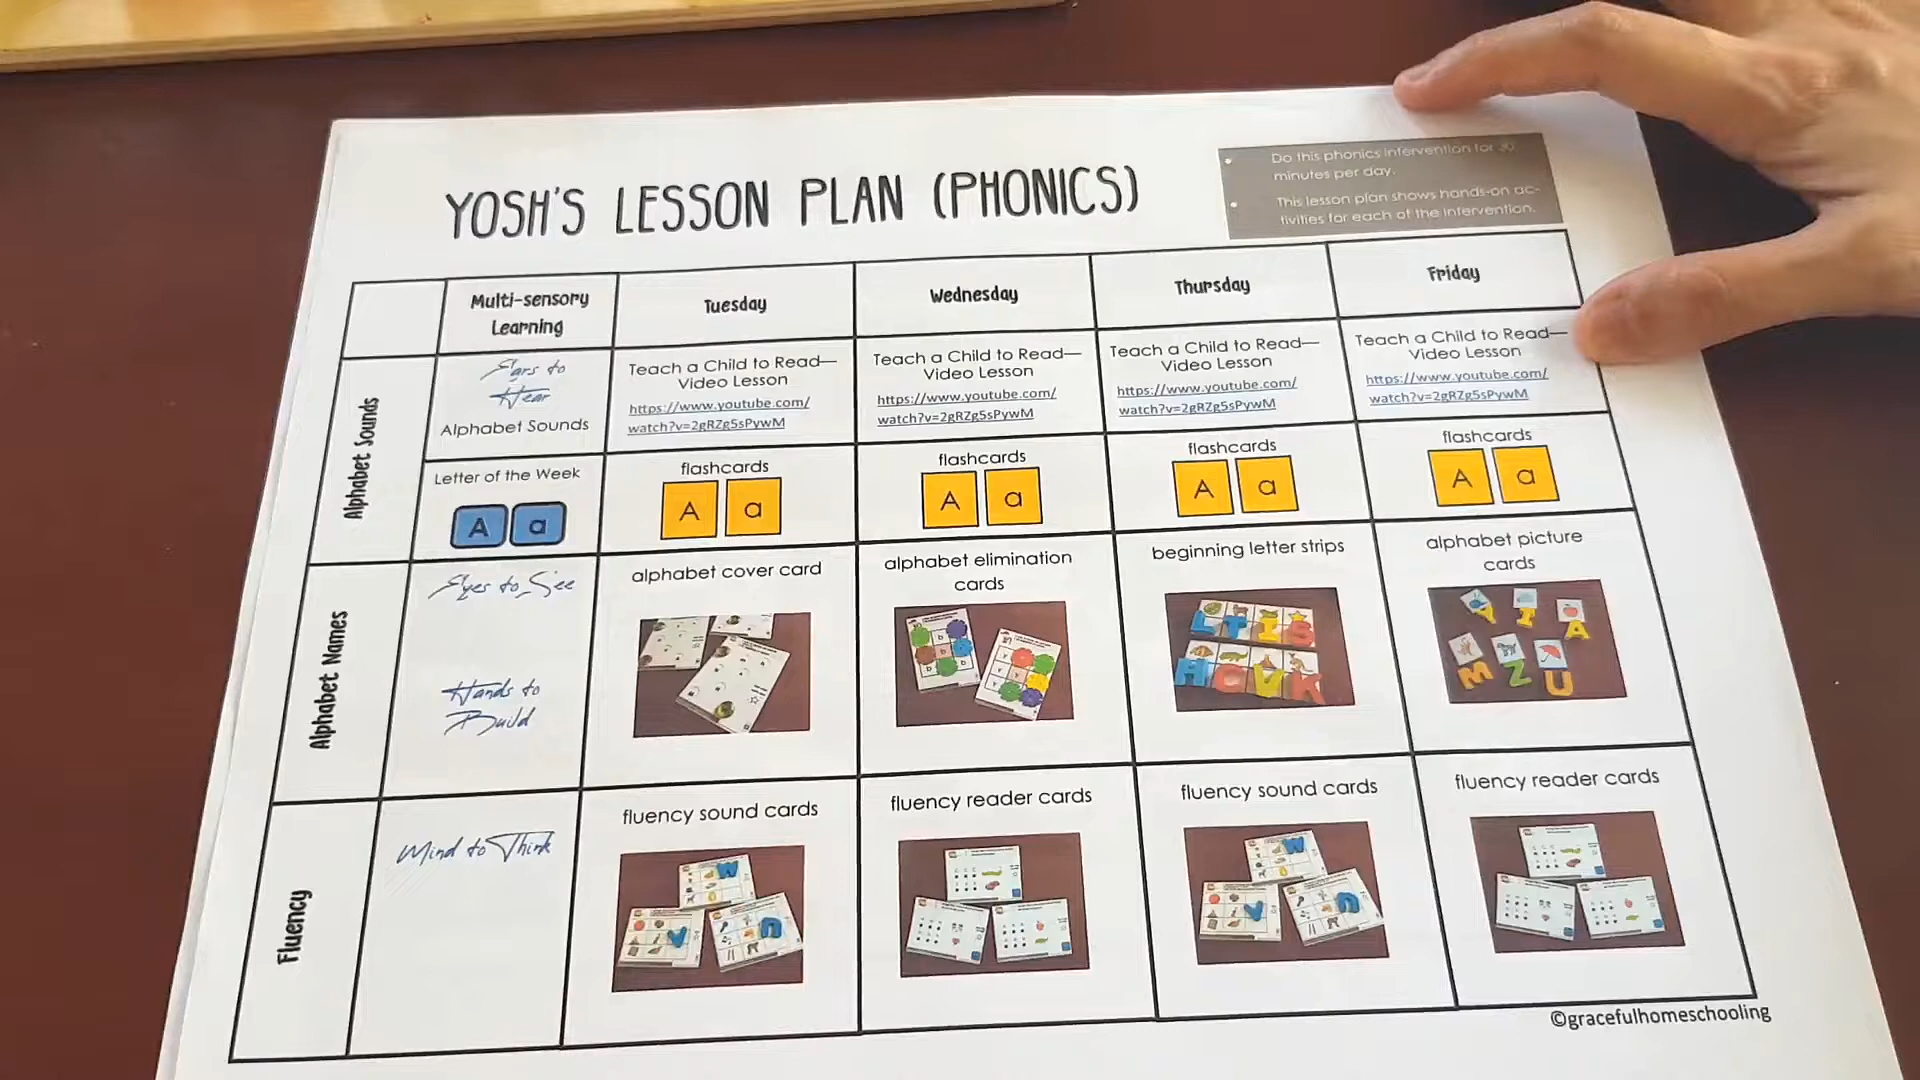 YOSH'S LESSON PLAN (PHONICS)
Do this phonics intervention for 30
minutes per day.
This lesson plan shows hands-on ac-
tivities for each of the intervention.
Multi-sensory
Learning
Tuesday
Wednesday
Thursday
Friday
Alphabet Sounds
Ears to
Hear
Alphabet Sounds
Teach a Child to Read—
Video Lesson
https://www.youtube.com/
watch?v=2gRZg5sPywM
Teach a Child to Read—
Video Lesson
https://www.youtube.com/
watch?v=2gRZg5sPywM
Teach a Child to Read—
Video Lesson
https://www.youtube.com/
watch?v=2gRZg5sPywM
Teach a Child to Read—
Video Lesson
https://www.youtube.com/
watch?v=2gRZg5sPywM
Letter of the Week
A a
flashcards
A a
flashcards
A a
flashcards
A a
flashcards
A a
Alphabet Names
Eyes to See
Hands to
Build
alphabet cover card
alphabet elimination
cards
beginning letter strips
L T I S
H C V K
alphabet picture
cards
Y I A
M Z U
Fluency
Mind to Think
fluency sound cards
w
v n
fluency reader cards
fluency sound cards
w
v n
fluency reader cards
©gracefulhomeschooling